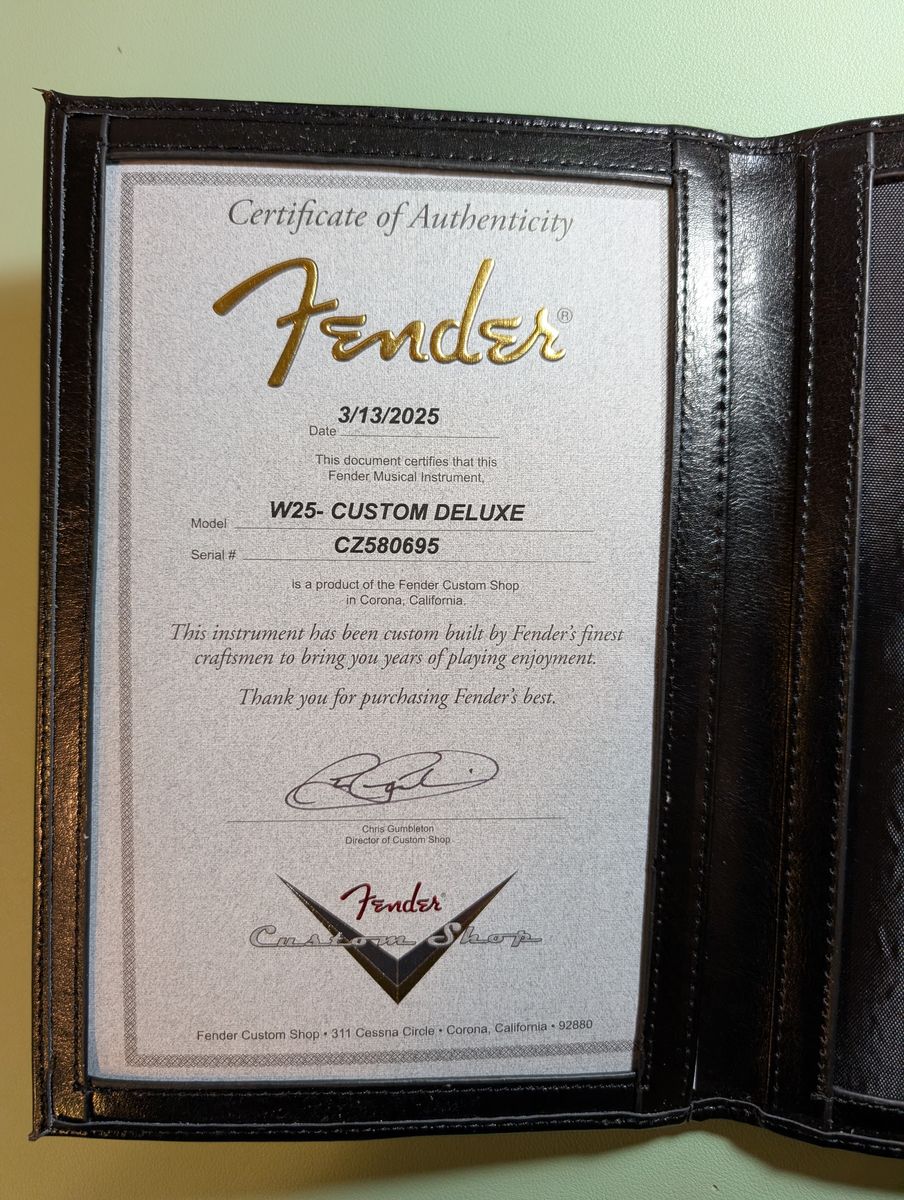 Certificate of Authenticity
Fender®
Date 3/13/2025
This document certifies that this
Fender Musical Instrument,
Model W25- CUSTOM DELUXE
Serial # CZ580695
is a product of the Fender Custom Shop
in Corona, California.
This instrument has been custom built by Fender's finest
craftsmen to bring you years of playing enjoyment.
Thank you for purchasing Fender's best.
Chris Gumbleton
Director of Custom Shop
Fender®
Custom Shop
Fender Custom Shop • 311 Cessna Circle • Corona, California • 92880